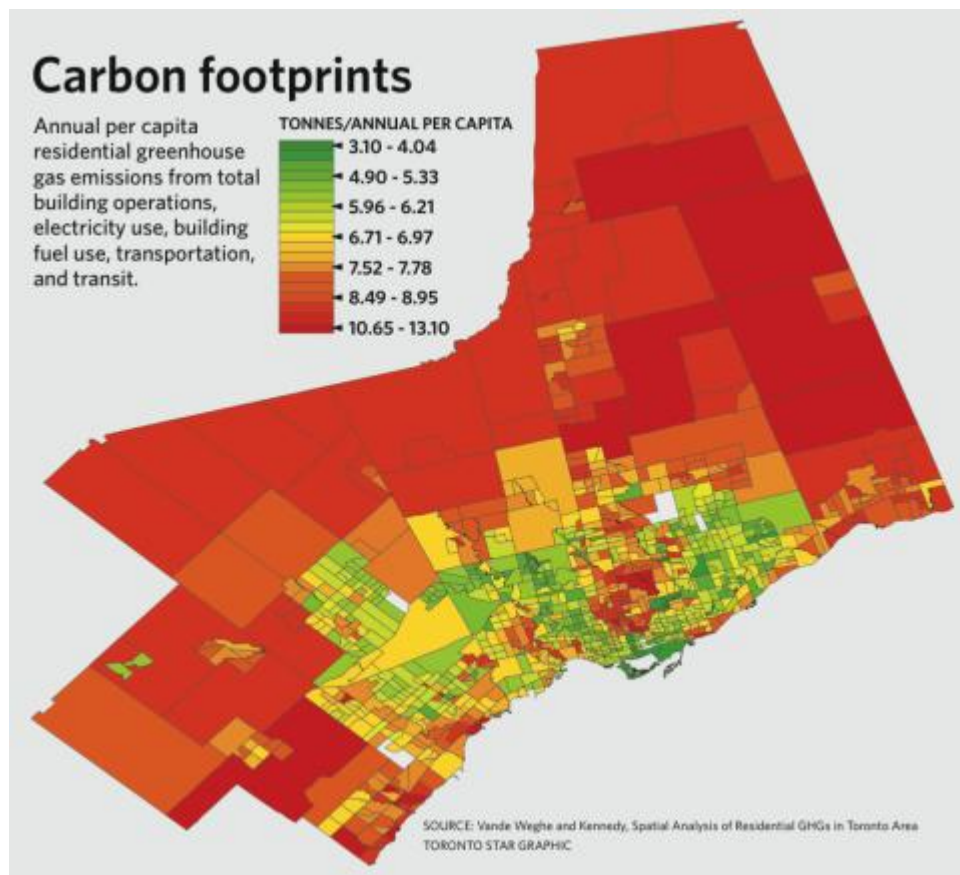 Carbon footprints
Annual per capita
residential greenhouse
gas emissions from total
building operations,
electricity use, building
fuel use, transportation,
and transit.
TONNES/ANNUAL PER CAPITA
3.10 - 4.04
4.90 - 5.33
5.96 - 6.21
6.71 - 6.97
7.52 - 7.78
8.49 - 8.95
10.65 - 13.10
SOURCE: Vande Weghe and Kennedy, Spatial Analysis of Residential GHGs in Toronto Area
TORONTO STAR GRAPHIC